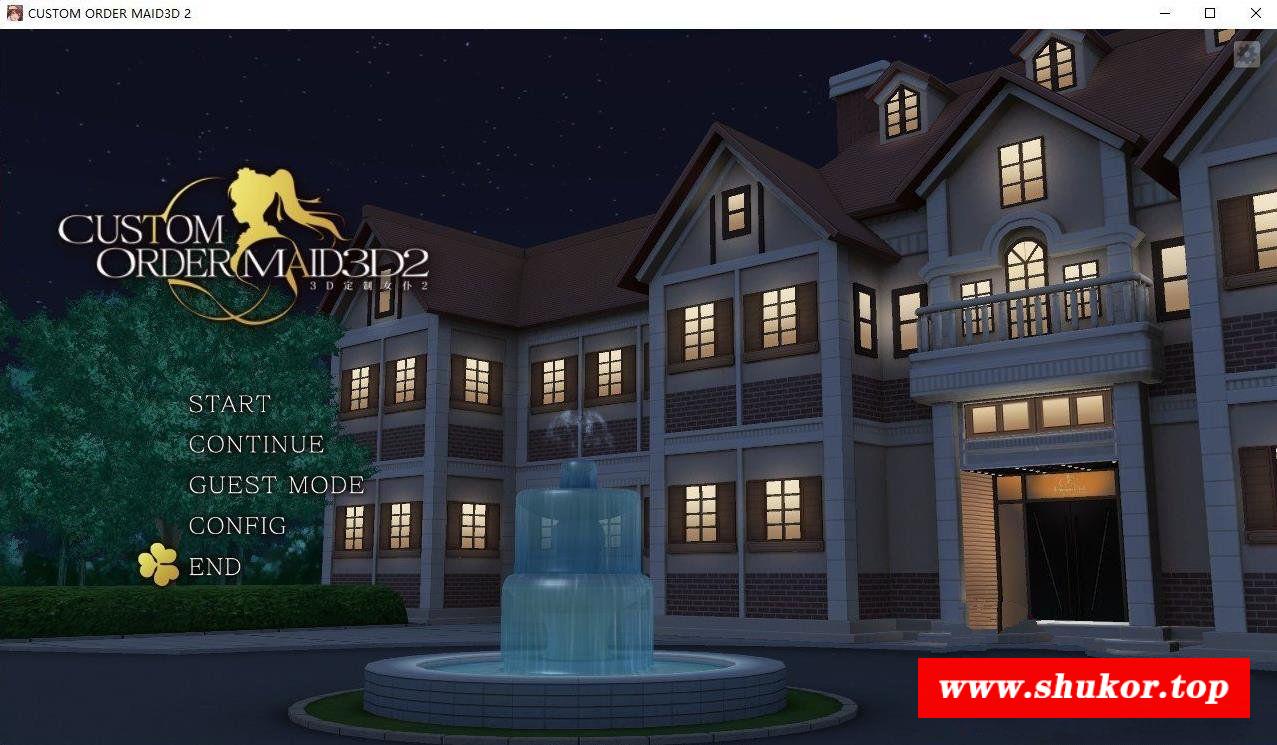 CUSTOM ORDER MAID3D 2
CUSTOM
ORDER MAID3D2
3D定制女仆2
START
CONTINUE
GUEST MODE
CONFIG
END
www.shukor.top